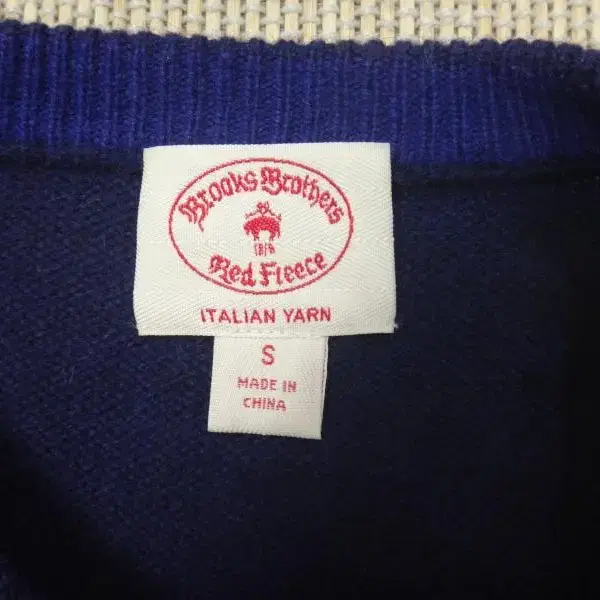 Brooks Brothers
1818
Red Fleece
ITALIAN YARN
S
MADE IN
CHINA